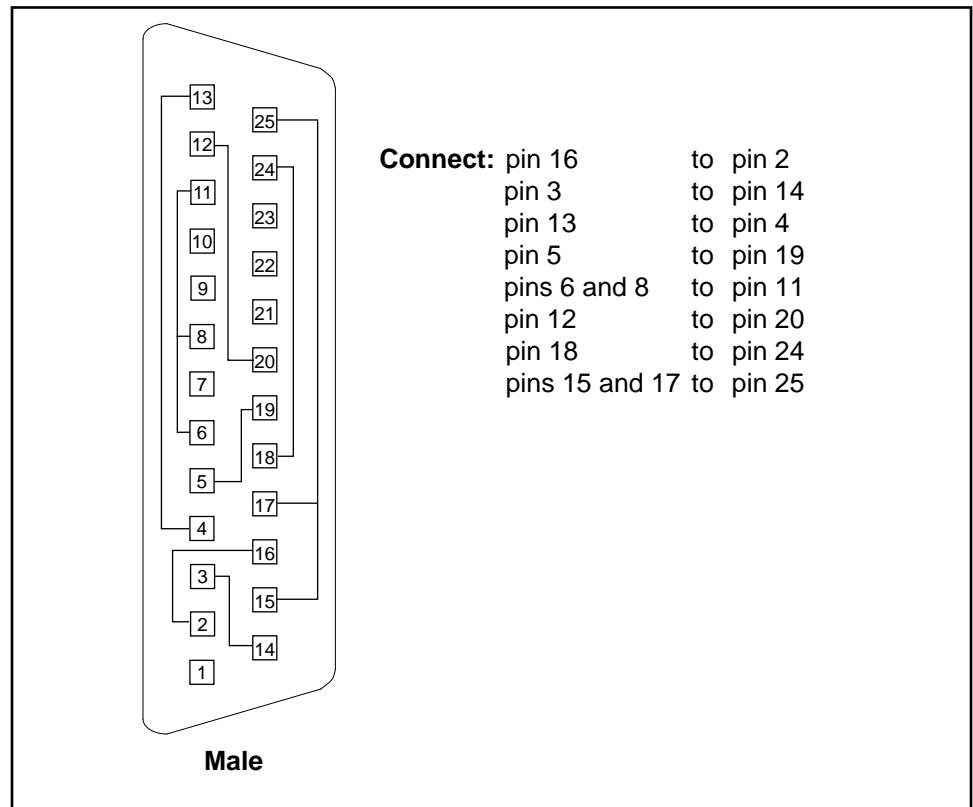 13
25
12
24
11
23
10
22
9
21
8
20
7
19
6
18
5
17
4
16
3
15
2
14
1
Male
Connect: pin 16 to pin 2
pin 3 to pin 14
pin 13 to pin 4
pin 5 to pin 19
pins 6 and 8 to pin 11
pin 12 to pin 20
pin 18 to pin 24
pins 15 and 17 to pin 25